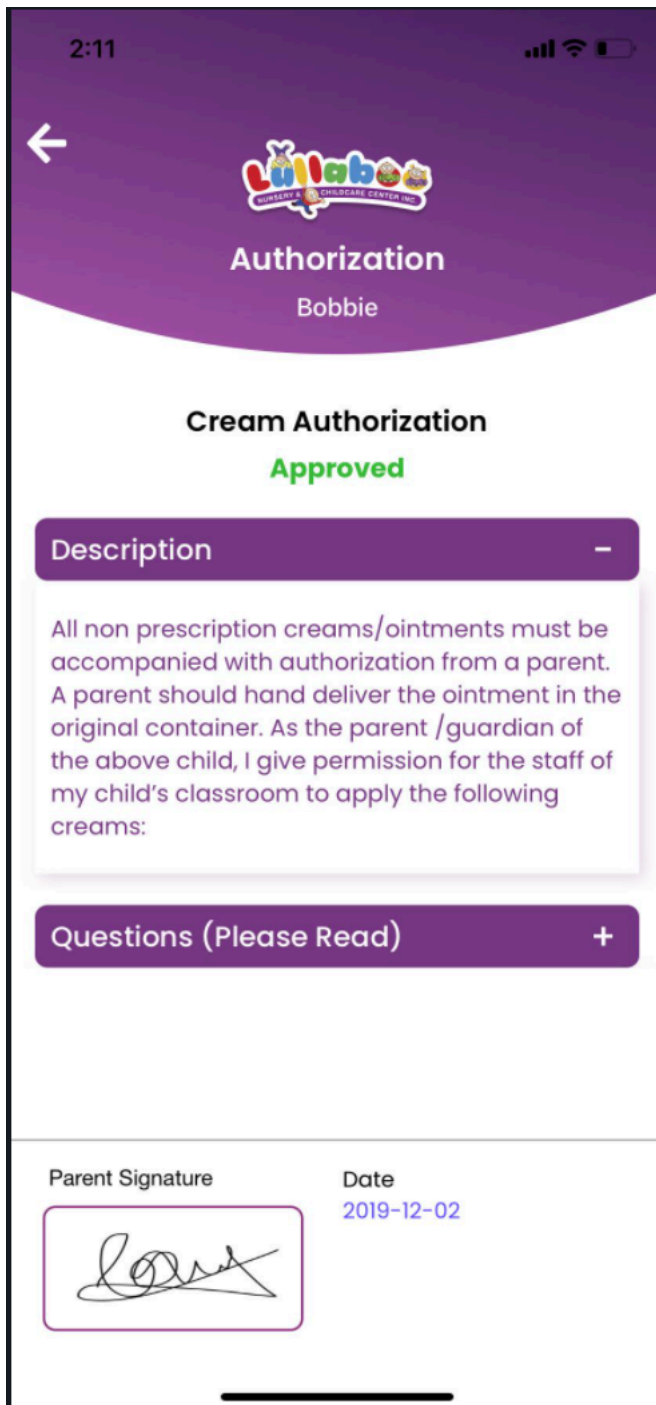 2:11
Lullaboo
NURSERY & CHILDCARE CENTER INC.
Authorization
Bobbie
Cream Authorization
Approved
Description
All non prescription creams/ointments must be
accompanied with authorization from a parent.
A parent should hand deliver the ointment in the
original container. As the parent /guardian of
the above child, I give permission for the staff of
my child's classroom to apply the following
creams:
Questions (Please Read)
Parent Signature
Date
2019-12-02